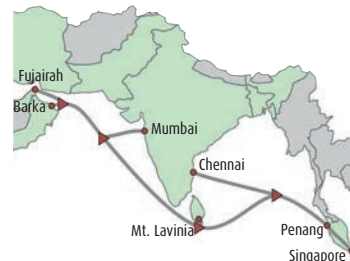 Fujairah
Barka
Mumbai
Chennai
Mt. Lavinia
Penang
Singapore